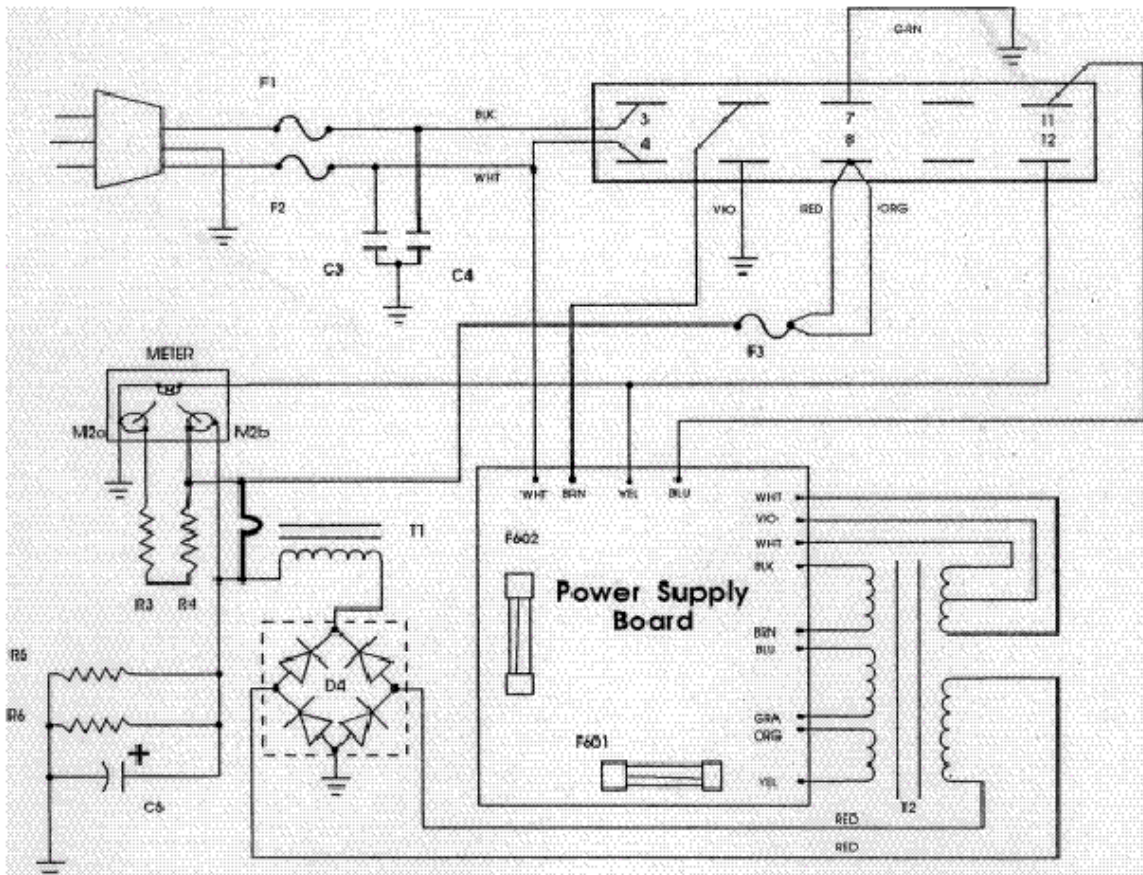 GRN
F1
BLK
3
7
11
4
8
12
WHT
F2
VIO
RED
ORG
C3
C4
F3
METER
M
M2a
M2b
WHT
BRN
YEL
BLU
WHT
F602
VIO
T1
WHT
BLK
Power Supply
Board
R3
R4
BRN
BLU
R5
D4
R6
GRA
F601
ORG
+
C5
YEL
T2
RED
RED